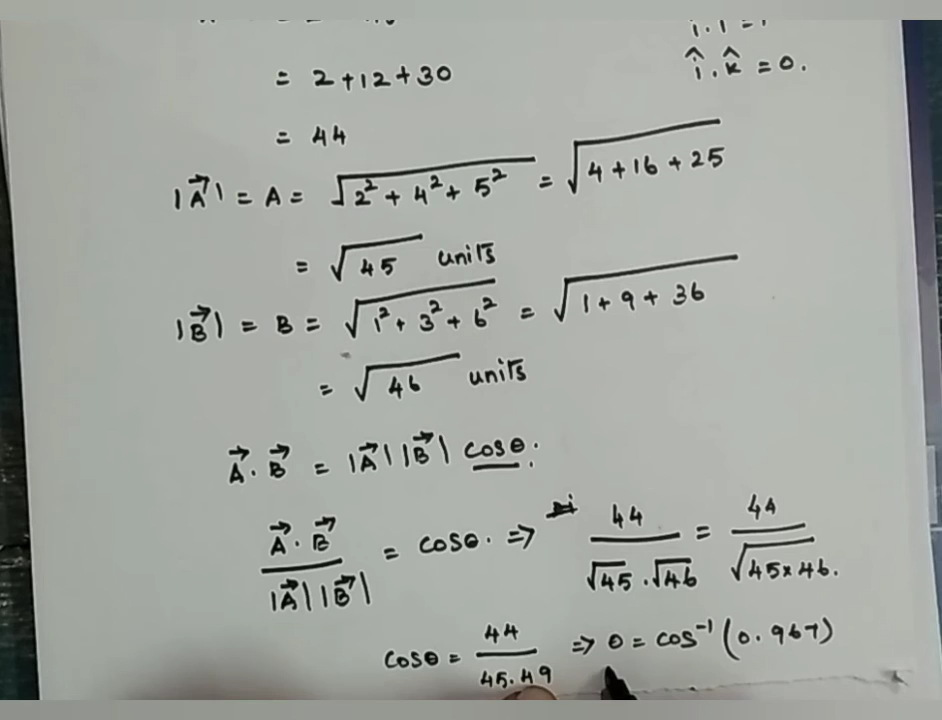 î.k̂ = 0.
= 2+12+30
= 44
|A⃗| = A = √(2² + 4² + 5²) = √(4+16+25)
= √45 units
|B⃗| = B = √(1² + 3² + 6²) = √(1+9+36)
= √46 units
A⃗.B⃗ = |A⃗||B⃗| cosθ.
A⃗.B⃗ / |A⃗||B⃗| = cosθ. => 44 / √45.√46 = 44 / √(45×46).
cosθ = 44 / 45.49 => θ = cos⁻¹(0.967)